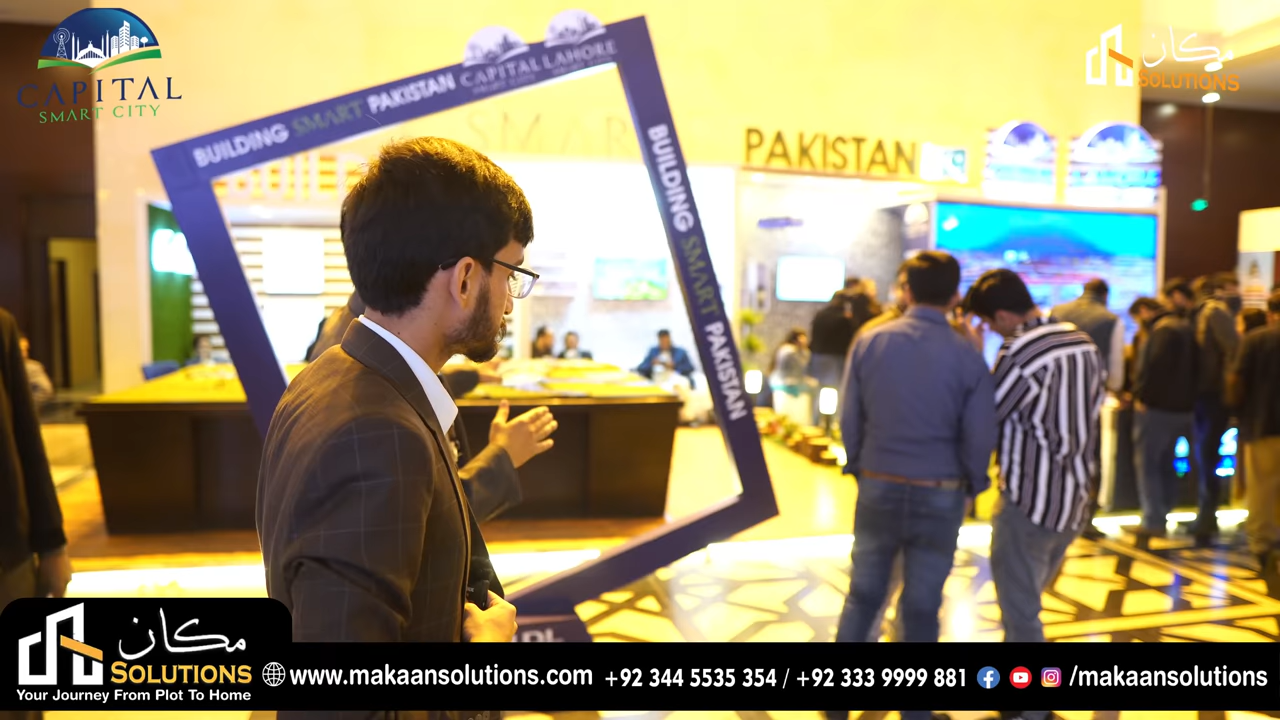 CAPITAL
SMART CITY
مکان
SOLUTIONS
BUILDING SMART PAKISTAN CAPITAL LAHORE
BUILDING SMART PAKISTAN
SMAR
PAKISTAN
مکان
SOLUTIONS
Your Journey From Plot To Home
www.makaansolutions.com
+92 344 5535 354 / +92 333 9999 881
/makaansolutions